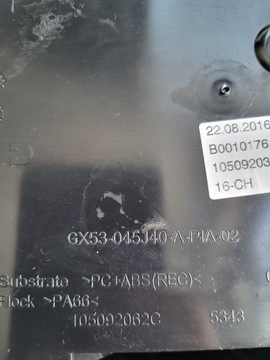 22.08.2016
B0010176
10509203
16-CH
GX53-045J40-A-PIA-02
Substrate >PC+ABS(REC)<
Flock >PA66<
105092062C 5343